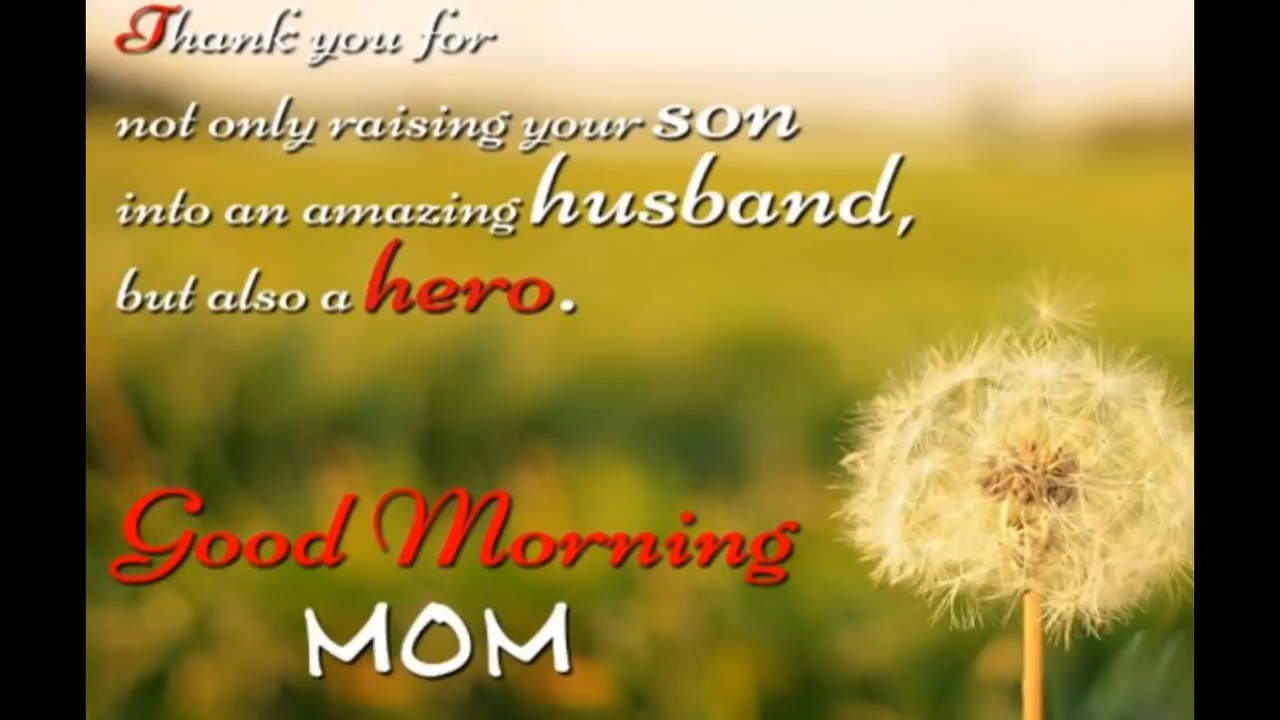 Thank you for
not only raising your son
into an amazing husband,
but also a hero.
Good Morning
MOM